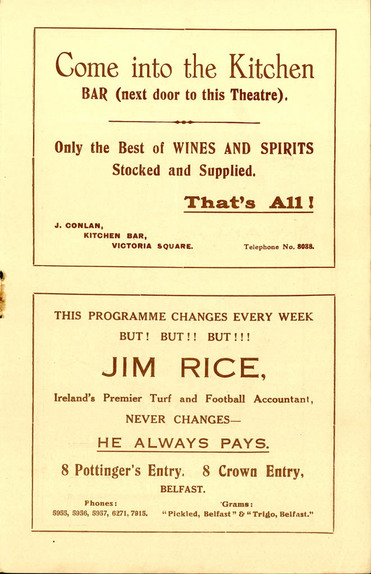 Come into the Kitchen
BAR (next door to this Theatre).
Only the Best of WINES AND SPIRITS
Stocked and Supplied.
That's All!
J. CONLAN,
KITCHEN BAR,
VICTORIA SQUARE.
Telephone No. 8038.
THIS PROGRAMME CHANGES EVERY WEEK
BUT! BUT!! BUT!!!
JIM RICE,
Ireland's Premier Turf and Football Accountant,
NEVER CHANGES—
HE ALWAYS PAYS.
8 Pottinger's Entry. 8 Crown Entry,
BELFAST.
Phones:
5955, 5956, 5957, 6271, 7915.
'Grams:
"Pickled, Belfast" & "Trigo, Belfast."